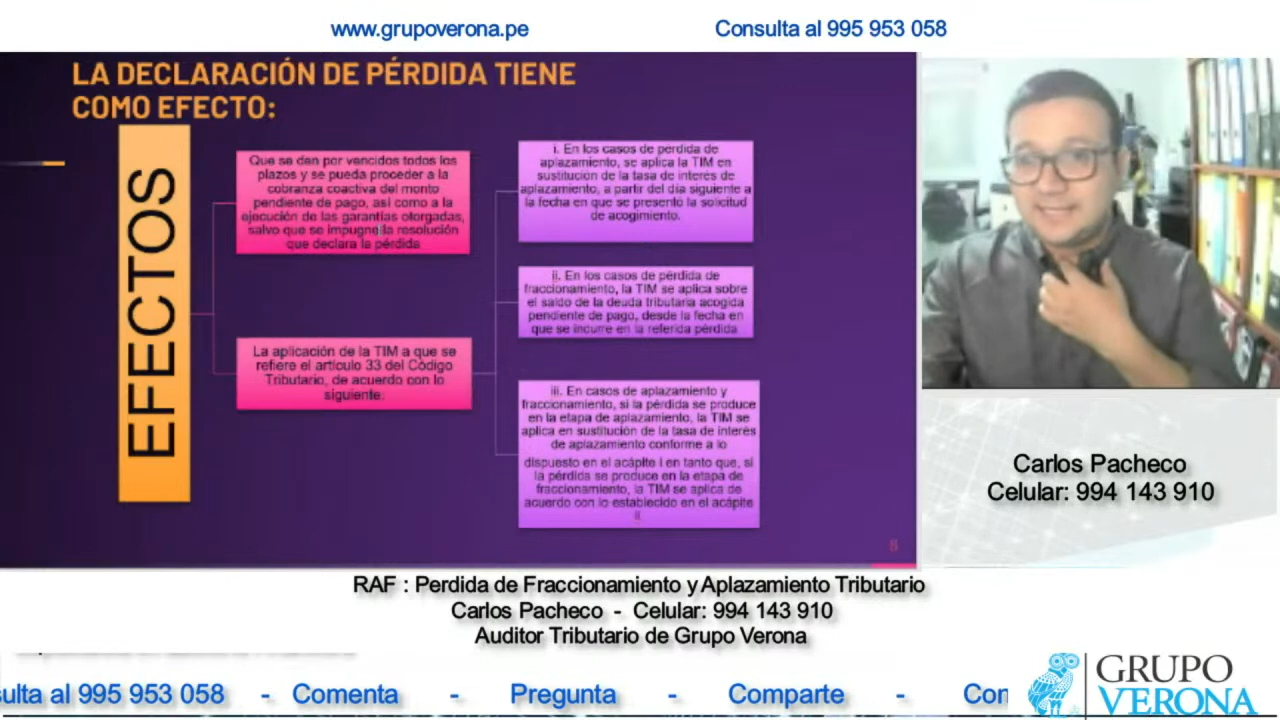 www.grupoverona.pe
Consulta al 995 953 058
LA DECLARACIÓN DE PÉRDIDA TIENE
COMO EFECTO:
EFECTOS
Que se den por vencidos todos los
plazos y se pueda proceder a la
cobranza coactiva del monto
pendiente de pago, así como a la
ejecución de las garantías otorgadas,
salvo que se impugne la resolución
que declara la pérdida
La aplicación de la TIM a que se
refiere el artículo 33 del Código
Tributario, de acuerdo con lo
siguiente:
i. En los casos de perdida de
aplazamiento, se aplica la TIM en
sustitución de la tasa de interés de
aplazamiento, a partir del día siguiente a
la fecha en que se presentó la solicitud
de acogimiento.
ii. En los casos de pérdida de
fraccionamiento, la TIM se aplica sobre
el saldo de la deuda tributaria acogida
pendiente de pago, desde la fecha en
que se incurre en la referida pérdida
iii. En casos de aplazamiento y
fraccionamiento, si la pérdida se produce
en la etapa de aplazamiento, la TIM se
aplica en sustitución de la tasa de interés
de aplazamiento conforme a lo
dispuesto en el acápite i en tanto que, si
la pérdida se produce en la etapa de
fraccionamiento, la TIM se aplica de
acuerdo con lo establecido en el acápite
ii
8
Carlos Pacheco
Celular: 994 143 910
RAF : Perdida de Fraccionamiento y Aplazamiento Tributario
Carlos Pacheco - Celular: 994 143 910
Auditor Tributario de Grupo Verona
sulta al 995 953 058 - Comenta - Pregunta - Comparte - Con
GRUPO
VERONA